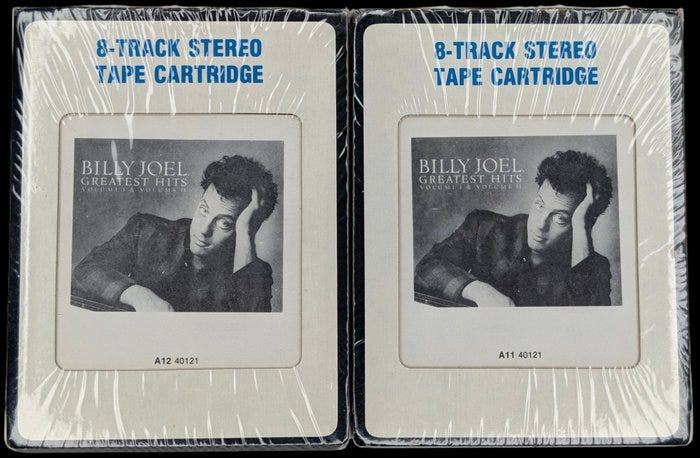 8-TRACK STEREO
TAPE CARTRIDGE
BILLY JOEL
GREATEST HITS
VOLUME I & VOLUME II
A12 40121
8-TRACK STEREO
TAPE CARTRIDGE
BILLY JOEL
GREATEST HITS
VOLUME I & VOLUME II
A11 40121